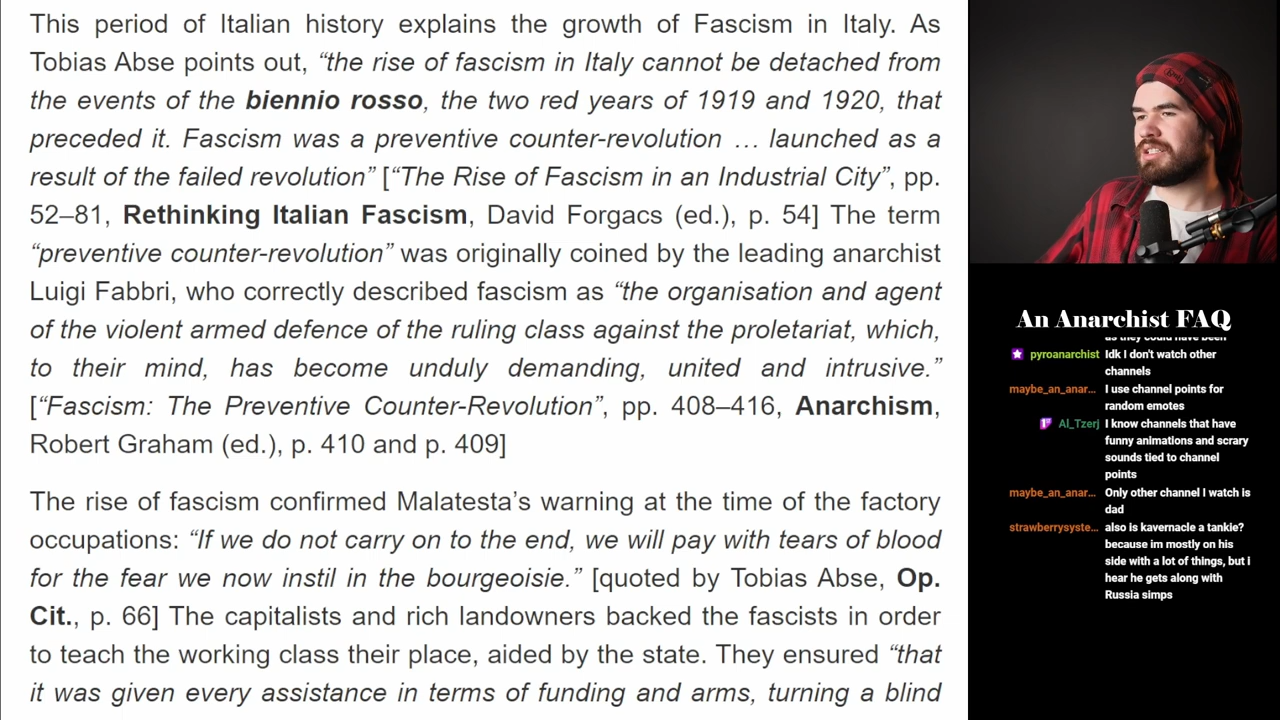 This period of Italian history explains the growth of Fascism in Italy. As
Tobias Abse points out, “the rise of fascism in Italy cannot be detached from
the events of the biennio rosso, the two red years of 1919 and 1920, that
preceded it. Fascism was a preventive counter-revolution … launched as a
result of the failed revolution” [“The Rise of Fascism in an Industrial City”, pp.
52–81, Rethinking Italian Fascism, David Forgacs (ed.), p. 54] The term
“preventive counter-revolution” was originally coined by the leading anarchist
Luigi Fabbri, who correctly described fascism as “the organisation and agent
of the violent armed defence of the ruling class against the proletariat, which,
to their mind, has become unduly demanding, united and intrusive.”
[“Fascism: The Preventive Counter-Revolution”, pp. 408–416, Anarchism,
Robert Graham (ed.), p. 410 and p. 409]
The rise of fascism confirmed Malatesta’s warning at the time of the factory
occupations: “If we do not carry on to the end, we will pay with tears of blood
for the fear we now instil in the bourgeoisie.” [quoted by Tobias Abse, Op.
Cit., p. 66] The capitalists and rich landowners backed the fascists in order
to teach the working class their place, aided by the state. They ensured “that
it was given every assistance in terms of funding and arms, turning a blind
An Anarchist FAQ
as they could have been
pyroanarchist Idk I don't watch other
channels
maybe_an_anar... I use channel points for
random emotes
Al_Tzerj I know channels that have
funny animations and scrary
sounds tied to channel
points
maybe_an_anar... Only other channel I watch is
dad
strawberrysyste... also is kavernacle a tankie?
because im mostly on his
side with a lot of things, but i
hear he gets along with
Russia simps